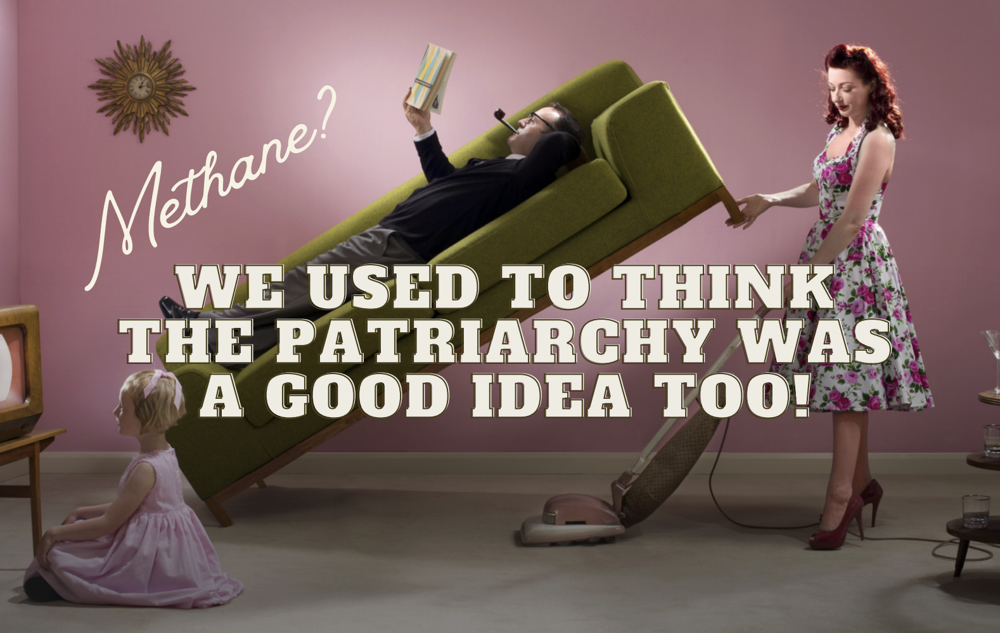 Methane?
WE USED TO THINK
THE PATRIARCHY WAS
A GOOD IDEA TOO!